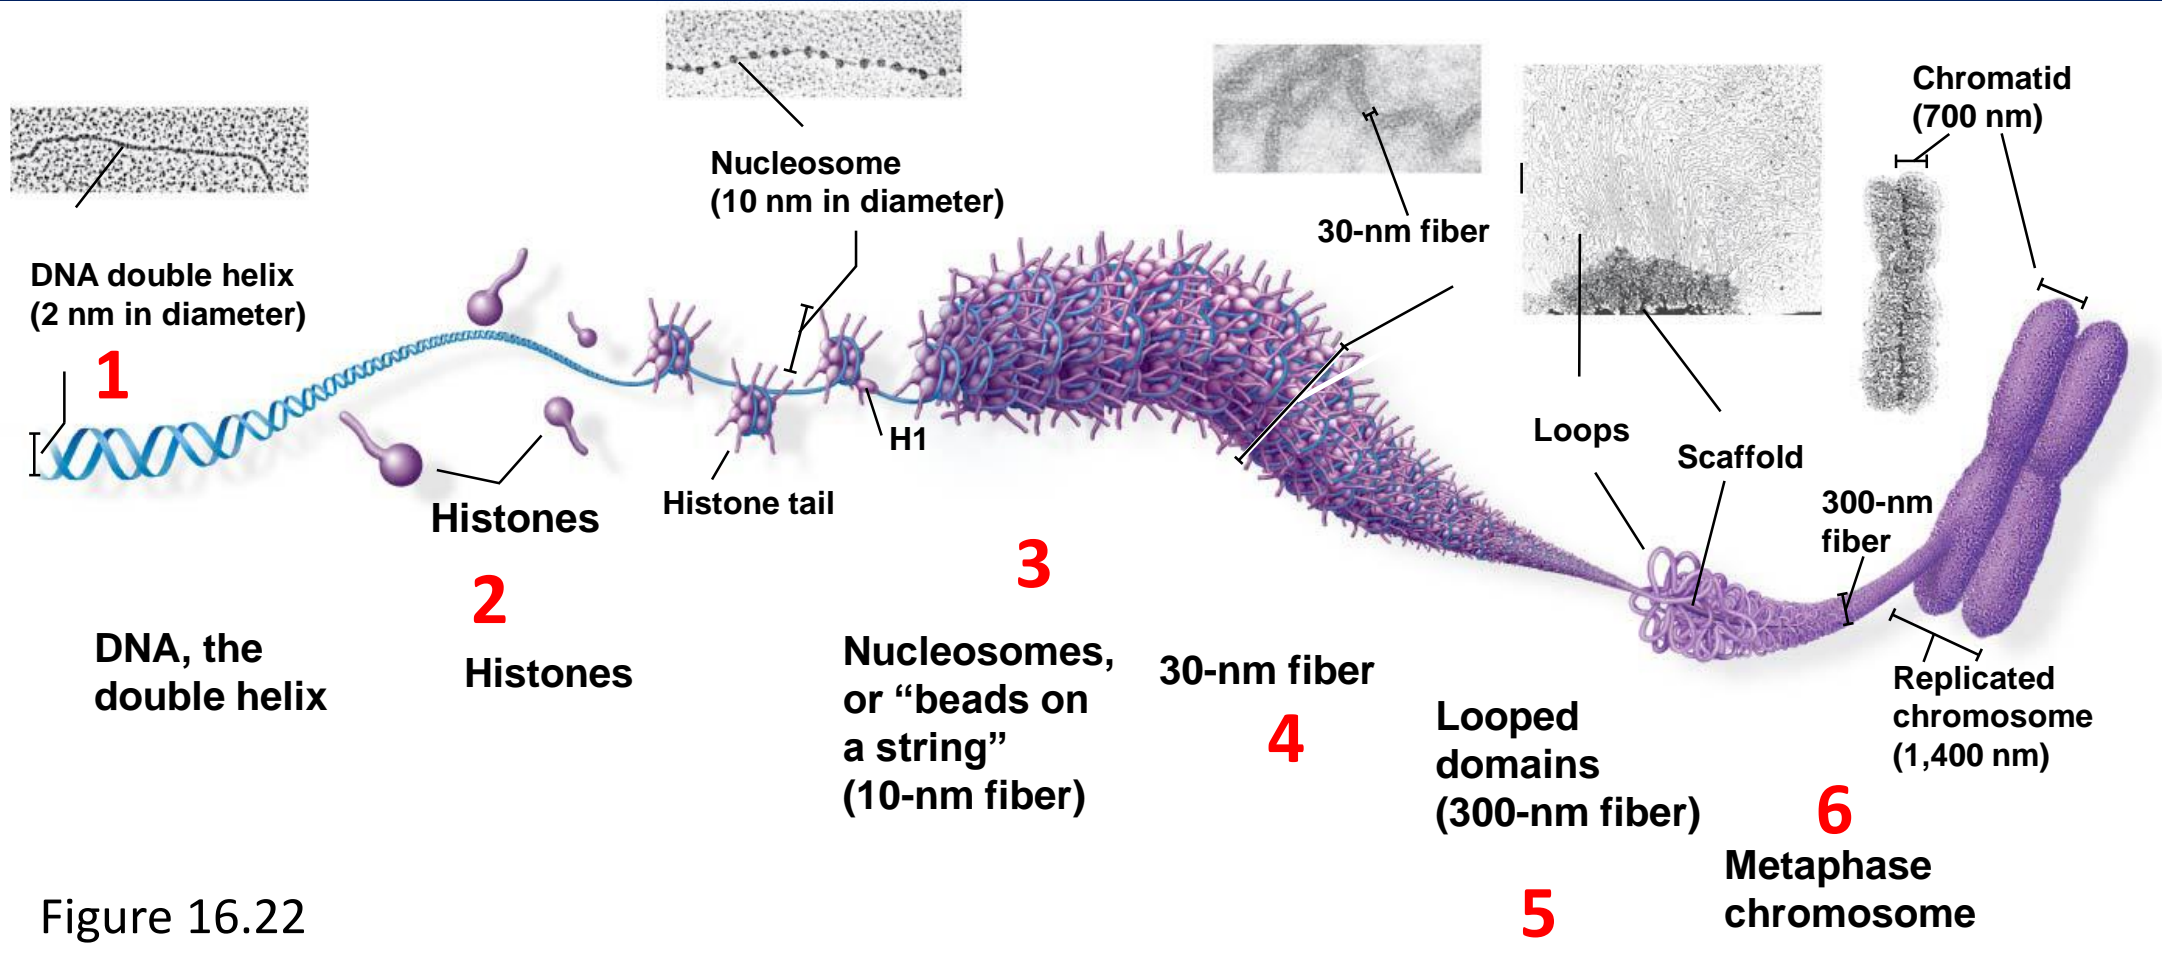 DNA double helix
(2 nm in diameter)
1
Nucleosome
(10 nm in diameter)
30-nm fiber
Chromatid
(700 nm)
Histones
Histone tail
H1
Loops
Scaffold
300-nm
fiber
Replicated
chromosome
(1,400 nm)
DNA, the
double helix
2
Histones
3
Nucleosomes,
or “beads on
a string”
(10-nm fiber)
30-nm fiber
4
Looped
domains
(300-nm fiber)
5
6
Metaphase
chromosome
Figure 16.22